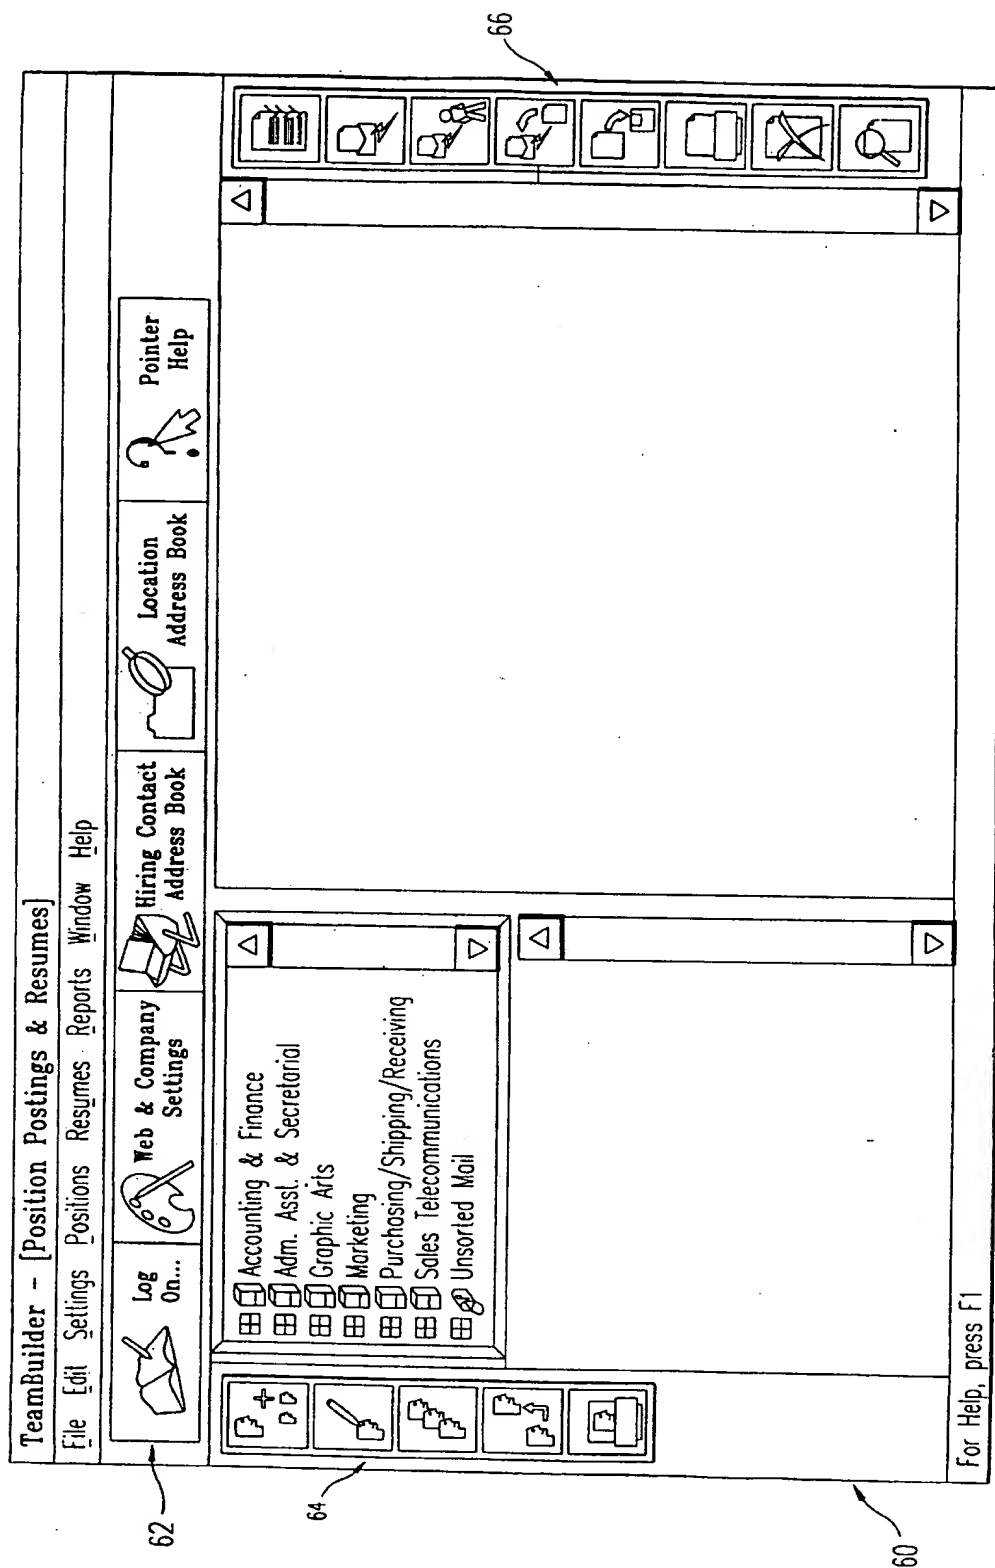 TeamBuilder - [Position Postings & Resumes]
File Edit Settings Positions Resumes Reports Window Help
Log
On...
Web & Company
Settings
Hiring Contact
Address Book
Location
Address Book
Pointer
Help
Accounting & Finance
Adm. Asst. & Secretarial
Graphic Arts
Marketing
Purchasing/Shipping/Receiving
Sales Telecommunications
Unsorted Mail
For Help, press F1
62
64
60
66